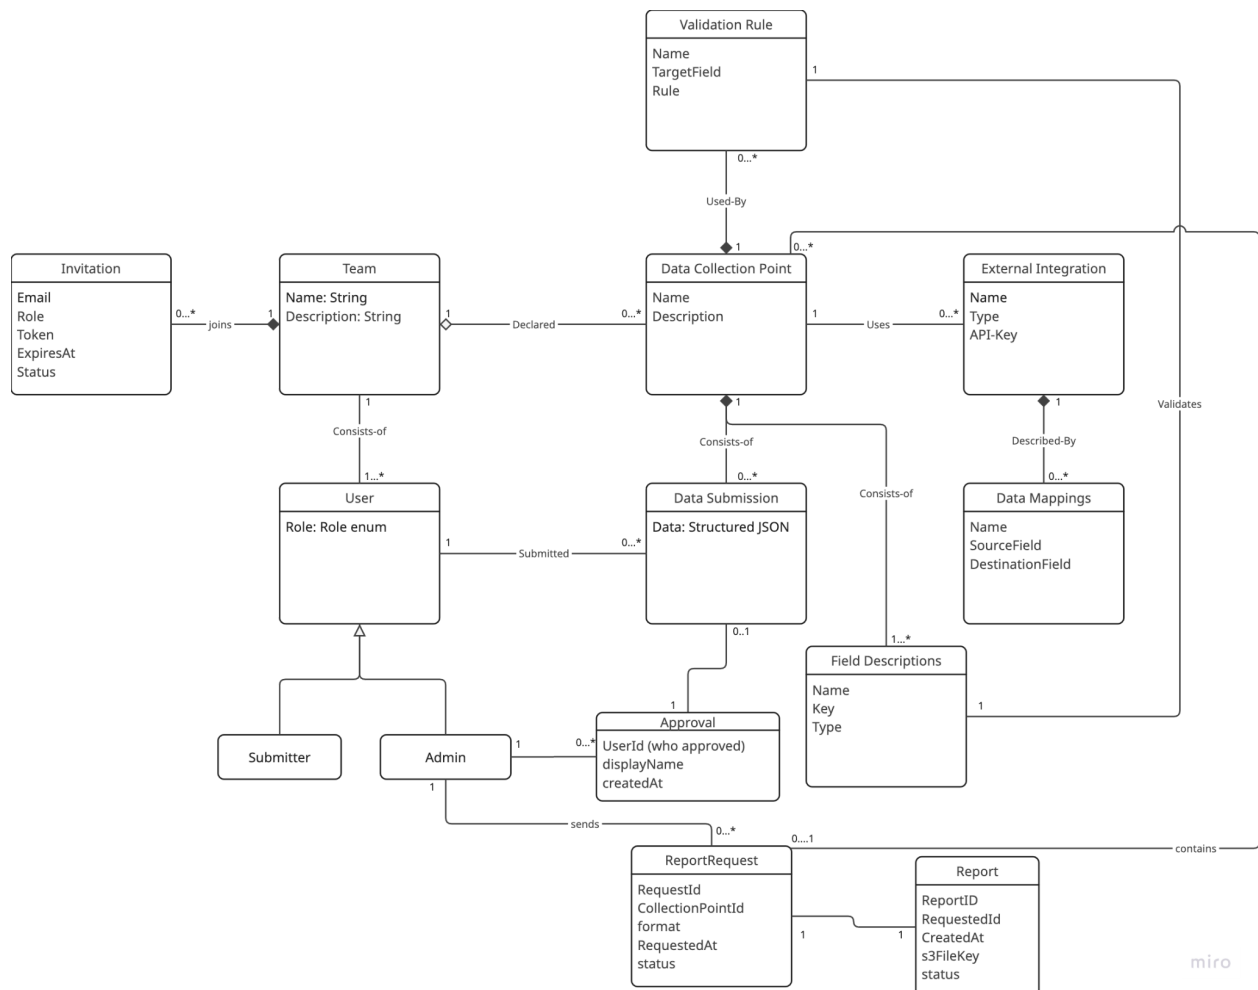 Validation Rule
Name
TargetField
Rule
1
0...*
Used-By
1
0...*
Invitation
Email
Role
Token
ExpiresAt
Status
0...*
joins
1
Team
Name: String
Description: String
1
Declared
0...*
Data Collection Point
Name
Description
1
Uses
0...*
External Integration
Name
Type
API-Key
Validates
1
Consists-of
1...*
1
Consists-of
0...*
Consists-of
1
Described-By
0...*
User
Role: Role enum
1
Submitted
0...*
Data Submission
Data: Structured JSON
Data Mappings
Name
SourceField
DestinationField
0..1
1
1...*
Field Descriptions
Name
Key
Type
1
Submitter
Admin
1
0...*
Approval
UserId (who approved)
displayName
createdAt
1
sends
0...*
0....1
contains
ReportRequest
RequestId
CollectionPointId
format
RequestedAt
status
1
1
Report
ReportID
RequestedId
CreatedAt
s3FileKey
status
miro